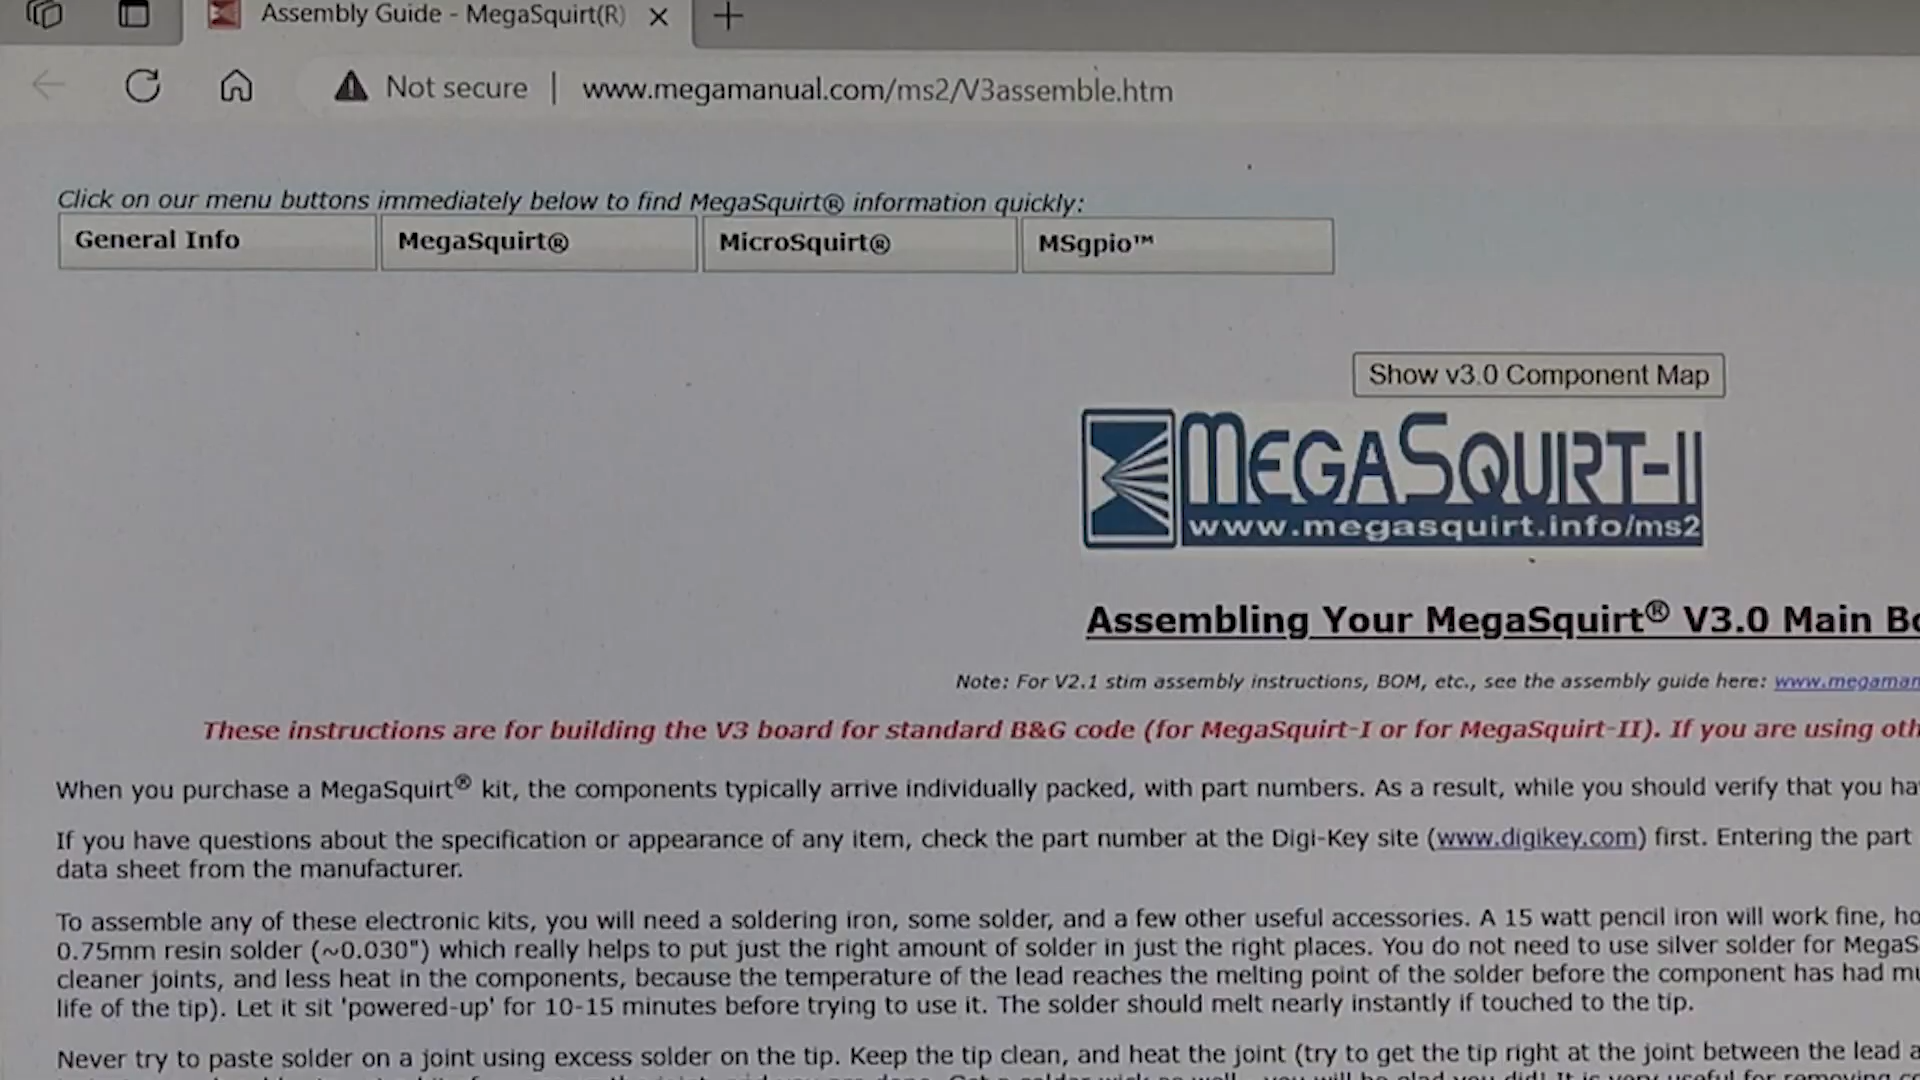 Assembly Guide - MegaSquirt(R)
Not secure | www.megamanual.com/ms2/V3assemble.htm
Click on our menu buttons immediately below to find MegaSquirt® information quickly:
General Info MegaSquirt® MicroSquirt® MSgpio™
Show v3.0 Component Map
MEGASQUIRT-II
www.megasquirt.info/ms2
Assembling Your MegaSquirt® V3.0 Main
Note: For V2.1 stim assembly instructions, BOM, etc., see the assembly guide here:
These instructions are for building the V3 board for standard B&G code (for MegaSquirt-I or for MegaSquirt-II). If you are using
When you purchase a MegaSquirt® kit, the components typically arrive individually packed, with part numbers. As a result, while you should verify that you
If you have questions about the specification or appearance of any item, check the part number at the Digi-Key site (www.digikey.com) first. Entering the part
data sheet from the manufacturer.
To assemble any of these electronic kits, you will need a soldering iron, some solder, and a few other useful accessories. A 15 watt pencil iron will work fine,
0.75mm resin solder (~0.030") which really helps to put just the right amount of solder in just the right places. You do not need to use silver solder for
cleaner joints, and less heat in the components, because the temperature of the lead reaches the melting point of the solder before the component has had
life of the tip). Let it sit 'powered-up' for 10-15 minutes before trying to use it. The solder should melt nearly instantly if touched to the tip.
Never try to paste solder on a joint using excess solder on the tip. Keep the tip clean, and heat the joint (try to get the tip right at the joint between the lead